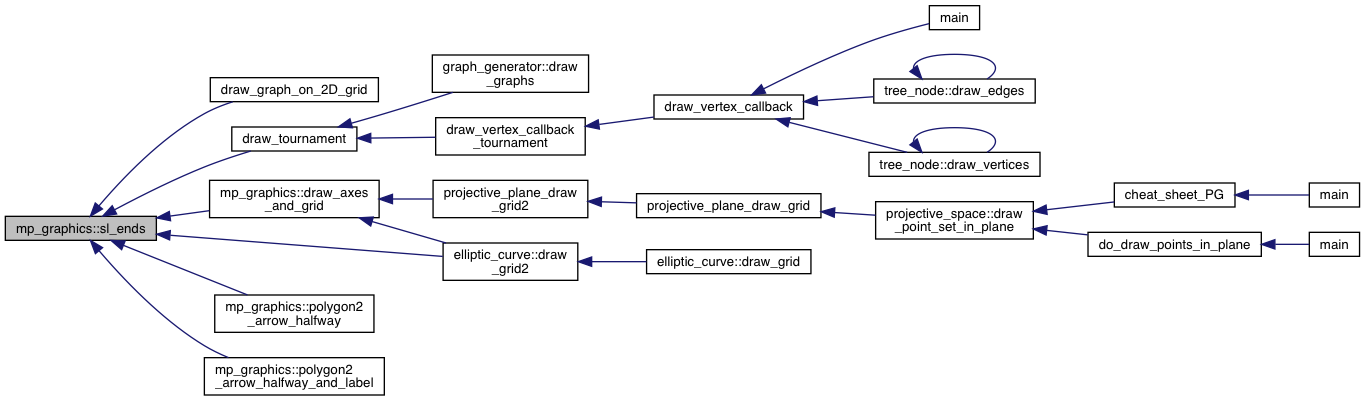 main
graph_generator::draw
_graphs
tree_node::draw_edges
draw_graph_on_2D_grid
draw_vertex_callback
draw_tournament
draw_vertex_callback
_tournament
tree_node::draw_vertices
mp_graphics::draw_axes
_and_grid
projective_plane_draw
_grid2
projective_plane_draw_grid
projective_space::draw
_point_set_in_plane
cheat_sheet_PG
main
mp_graphics::sl_ends
do_draw_points_in_plane
main
elliptic_curve::draw
_grid2
elliptic_curve::draw_grid
mp_graphics::polygon2
_arrow_halfway
mp_graphics::polygon2
_arrow_halfway_and_label